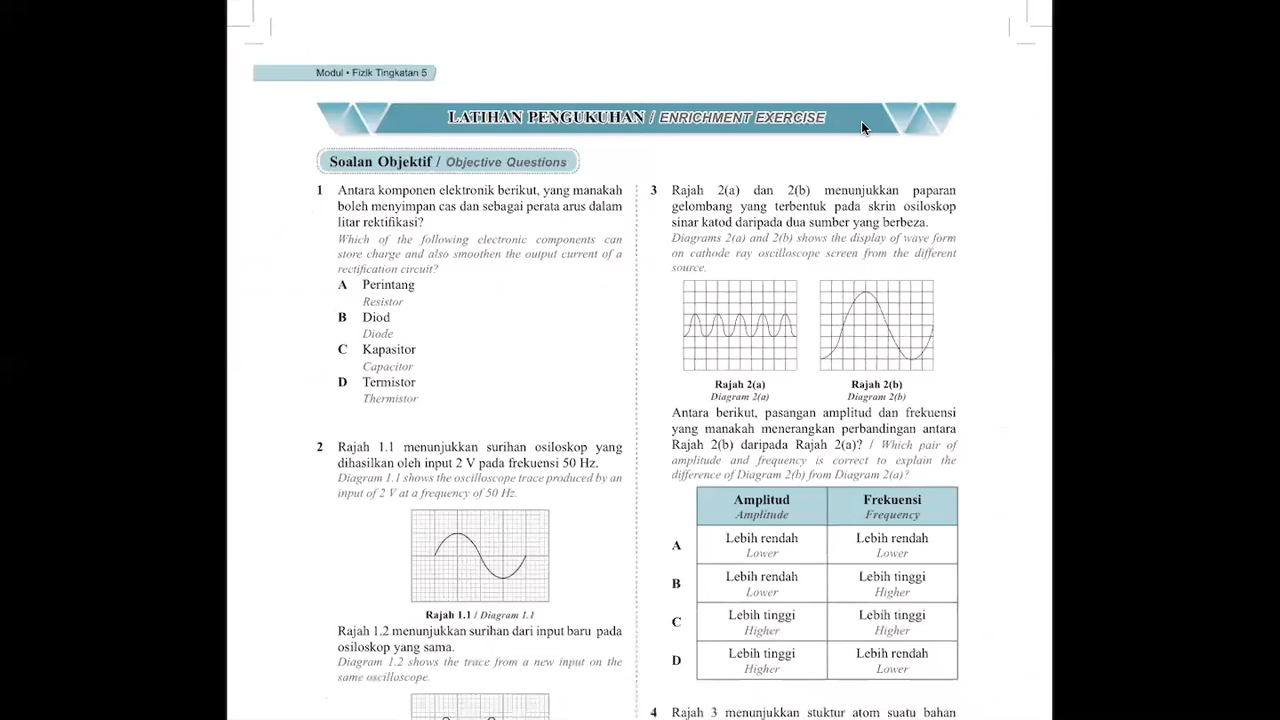 Modul • Fizik Tingkatan 5
LATIHAN PENGUKUHAN / ENRICHMENT EXERCISE
Soalan Objektif / Objective Questions
1 Antara komponen elektronik berikut, yang manakah
boleh menyimpan cas dan sebagai perata arus dalam
litar rektifikasi?
Which of the following electronic components can
store charge and also smoothen the output current of a
rectification circuit?
A Perintang
Resistor
B Diod
Diode
C Kapasitor
Capacitor
D Termistor
Thermistor
2 Rajah 1.1 menunjukkan surihan osiloskop yang
dihasilkan oleh input 2 V pada frekuensi 50 Hz.
Diagram 1.1 shows the oscilloscope trace produced by an
input of 2 V at a frequency of 50 Hz.
Rajah 1.1 / Diagram 1.1
Rajah 1.2 menunjukkan surihan dari input baru pada
osiloskop yang sama.
Diagram 1.2 shows the trace from a new input on the
same oscilloscope.
3 Rajah 2(a) dan 2(b) menunjukkan paparan
gelombang yang terbentuk pada skrin osiloskop
sinar katod daripada dua sumber yang berbeza.
Diagrams 2(a) and 2(b) shows the display of wave form
on cathode ray oscilloscope screen from the different
source.
Rajah 2(a) Rajah 2(b)
Diagram 2(a) Diagram 2(b)
Antara berikut, pasangan amplitud dan frekuensi
yang manakah menerangkan perbandingan antara
Rajah 2(b) daripada Rajah 2(a)? / Which pair of
amplitude and frequency is correct to explain the
difference of Diagram 2(b) from Diagram 2(a)?
Amplitud Frekuensi
Amplitude Frequency
A Lebih rendah Lebih rendah
Lower Lower
B Lebih rendah Lebih tinggi
Lower Higher
C Lebih tinggi Lebih tinggi
Higher Higher
D Lebih tinggi Lebih rendah
Higher Lower
4 Rajah 3 menunjukkan stuktur atom suatu bahan